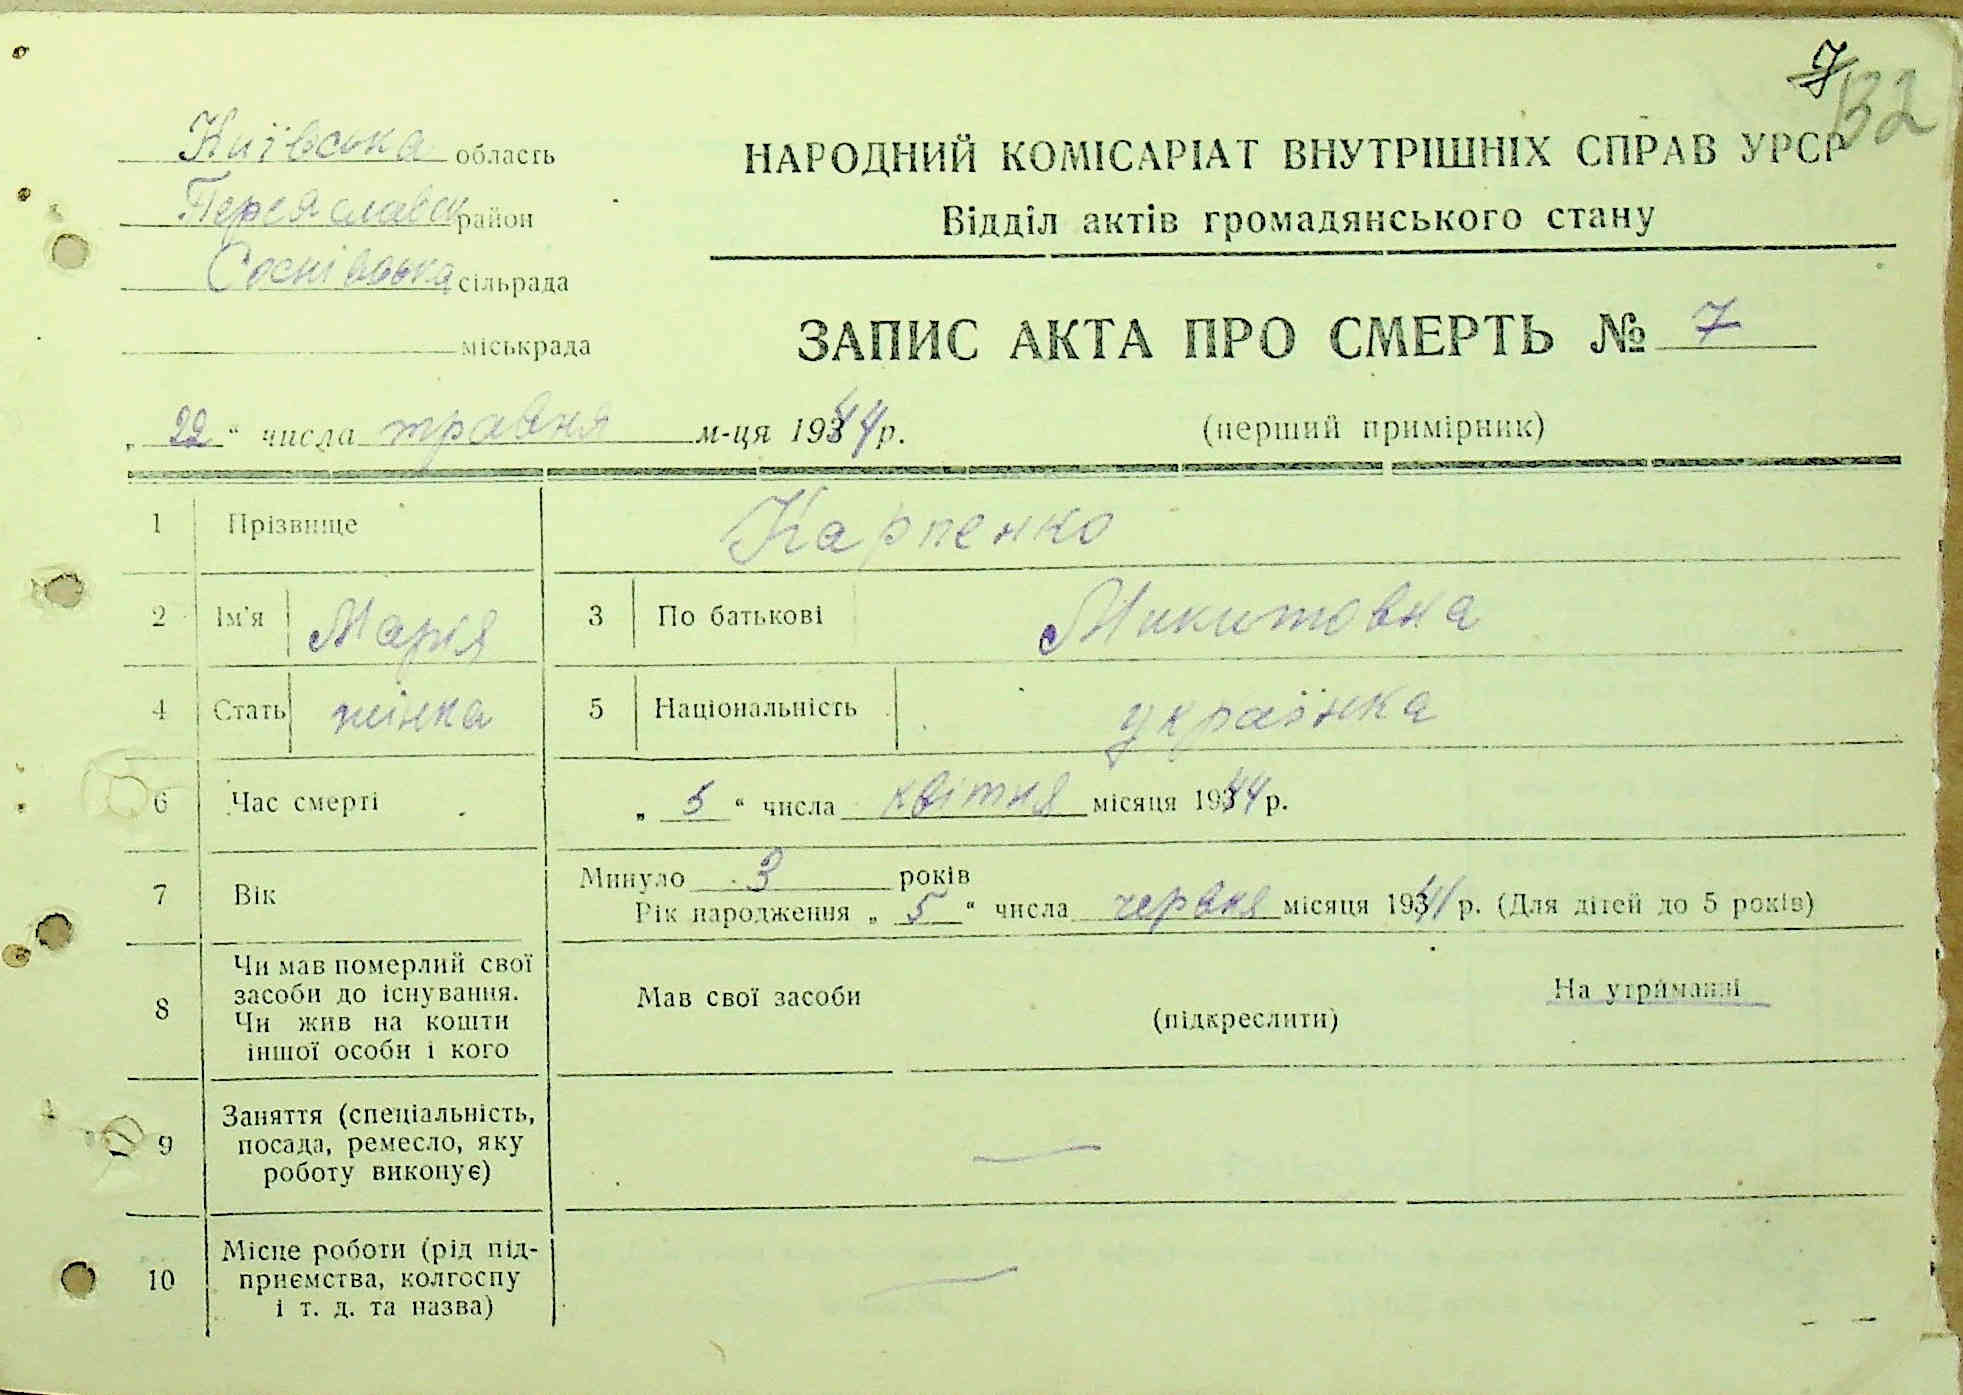 7
132
Київська область
Переяславськ район
Соснівська сільрада
міськрада
НАРОДНИЙ КОМІСАРІАТ ВНУТРІШНІХ СПРАВ УРСР
Відділ актів громадянського стану
ЗАПИС АКТА ПРО СМЕРТЬ № 7
„ 22 “ числа травня м-ця 1944 р.
(перший примірник)
1 Прізвище Карпенко
2 Ім'я Марія 3 По батькові Микитовна
4 Стать жінка 5 Національність українка
6 Час смерті „ 5 “ числа квітня місяця 1944 р.
7 Вік Минуло 3 років
Рік народження „ 5 “ числа червня місяця 1941 р. (Для дітей до 5 років)
8 Чи мав померлий свої
засоби до існування.
Чи жив на кошти
іншої особи і кого
Мав свої засоби (підкреслити) На утриманні
9 Заняття (спеціальність,
посада, ремесло, яку
роботу виконує) —
10 Місце роботи (рід під-
приємства, колгоспу
і т. д. та назва) —